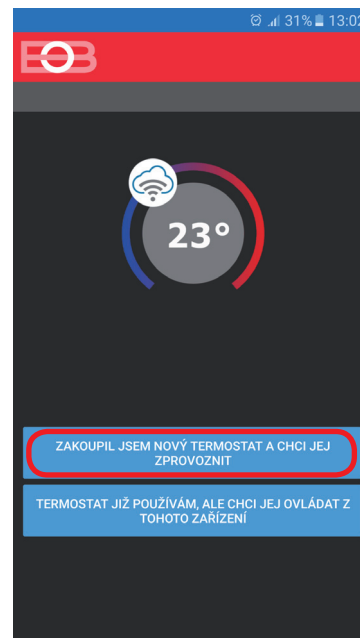 31% 13:02
EOB
23°
ZAKOUPIL JSEM NOVÝ TERMOSTAT A CHCI JEJ
ZPROVOZNIT
TERMOSTAT JIŽ POUŽÍVÁM, ALE CHCI JEJ OVLÁDAT Z
TOHOTO ZAŘÍZENÍ